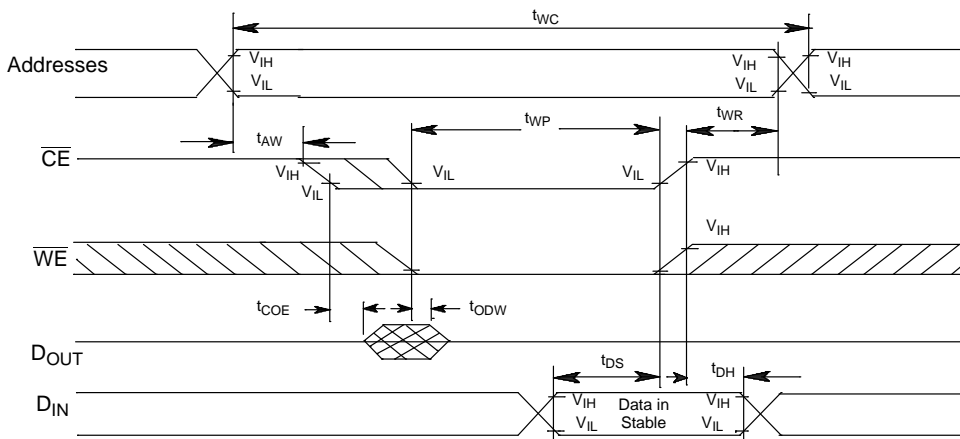 tWC
Addresses
VIH
VIH
VIH
VIL
VIL
VIL
tAW
tWP
tWR
CE
VIH
VIL
VIL
VIL
VIH
WE
VIH
tCOE
tODW
DOUT
tDS
tDH
DIN
VIH
Data in
VIH
VIL
Stable
VIL